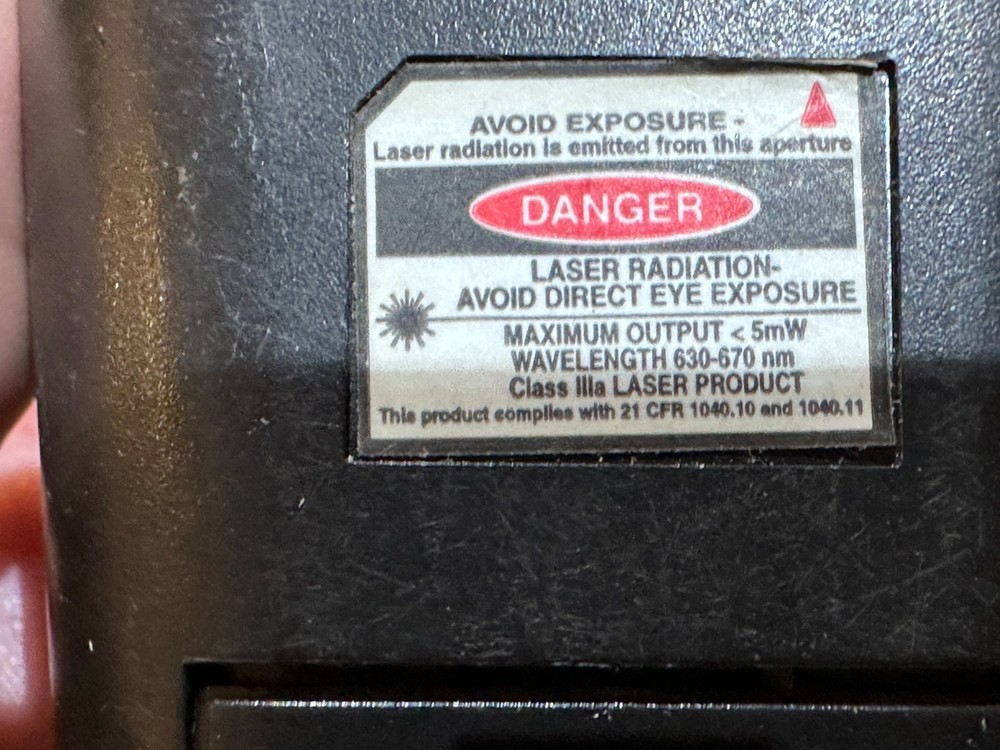 AVOID EXPOSURE -
Laser radiation is emitted from this aperture
DANGER
LASER RADIATION-
AVOID DIRECT EYE EXPOSURE
MAXIMUM OUTPUT < 5mW
WAVELENGTH 630-670 nm
Class IIIa LASER PRODUCT
This product complies with 21 CFR 1040.10 and 1040.11